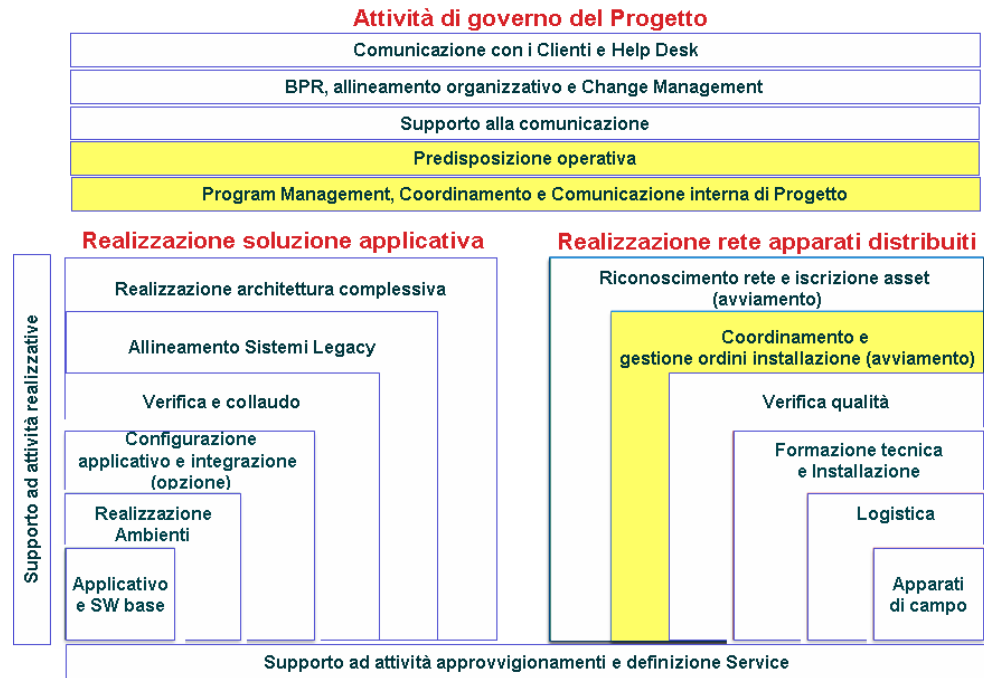 Attività di governo del Progetto
Comunicazione con i Clienti e Help Desk
BPR, allineamento organizzativo e Change Management
Supporto alla comunicazione
Predisposizione operativa
Program Management, Coordinamento e Comunicazione interna di Progetto
Supporto ad attività realizzative
Realizzazione soluzione applicativa
Realizzazione architettura complessiva
Allineamento Sistemi Legacy
Verifica e collaudo
Configurazione
applicativo e integrazione
(opzione)
Realizzazione
Ambienti
Applicativo
e SW base
Realizzazione rete apparati distribuiti
Riconoscimento rete e iscrizione asset
(avviamento)
Coordinamento e
gestione ordini installazione (avviamento)
Verifica qualità
Formazione tecnica
e Installazione
Logistica
Apparati
di campo
Supporto ad attività approvvigionamenti e definizione Service